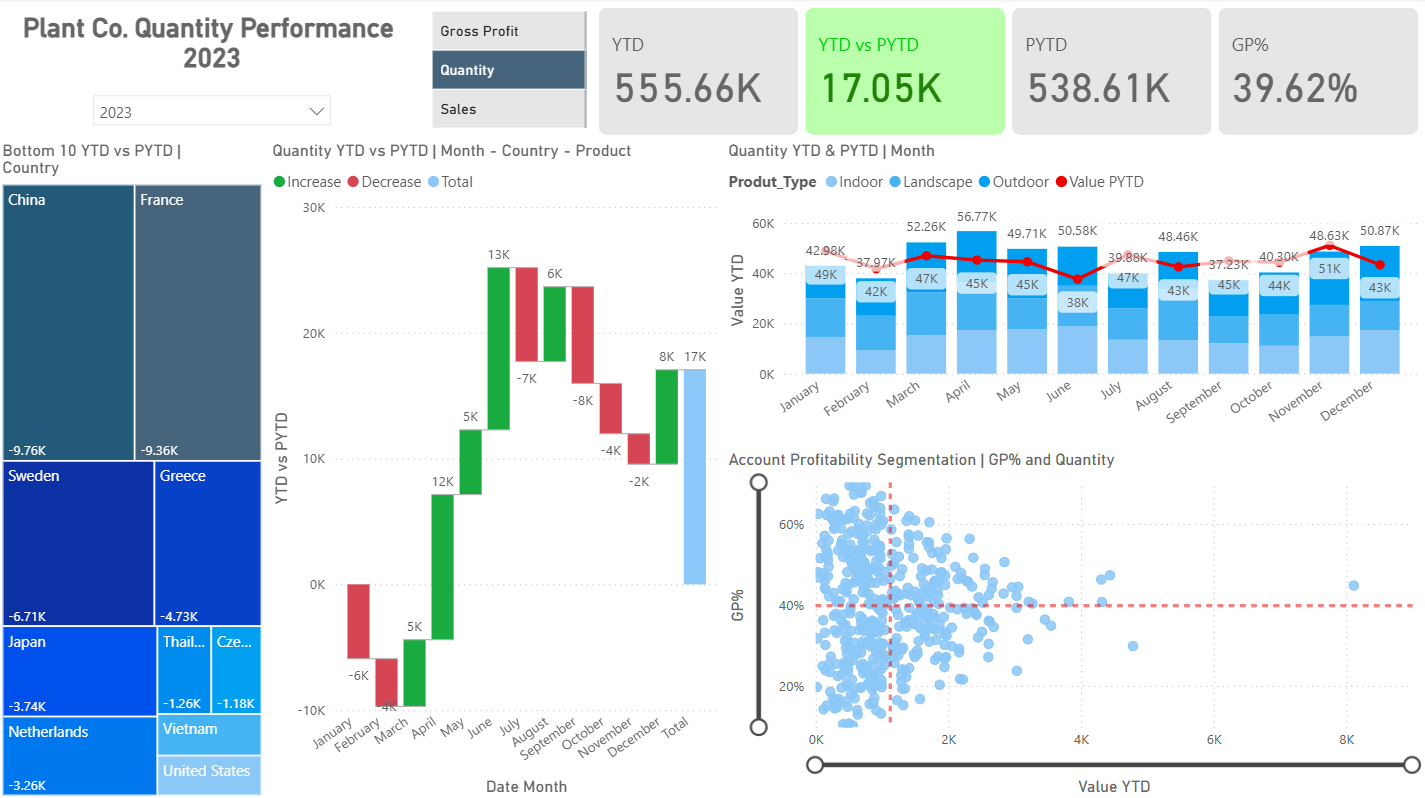 Plant Co. Quantity Performance
2023
2023
Gross Profit
Quantity
Sales
YTD
555.66K
YTD vs PYTD
17.05K
PYTD
538.61K
GP%
39.62%
Bottom 10 YTD vs PYTD |
Country
China
-9.76K
France
-9.36K
Sweden
-6.71K
Greece
-4.73K
Japan
-3.74K
Thail...
-1.26K
Cze...
-1.18K
Netherlands
-3.26K
Vietnam
United States
Quantity YTD vs PYTD | Month - Country - Product
Increase Decrease Total
YTD vs PYTD
30K
20K
10K
0K
-10K
-6K
-4K
5K
12K
5K
13K
-7K
6K
-8K
-4K
-2K
8K
17K
January February March April May June July August September October November December Total
Date Month
Quantity YTD & PYTD | Month
Produt_Type Indoor Landscape Outdoor Value PYTD
Value YTD
60K
40K
20K
0K
42.98K 37.97K 52.26K 56.77K 49.71K 50.58K 39.88K 48.46K 37.23K 40.30K 48.63K 50.87K
49K 42K 47K 45K 45K 38K 47K 43K 45K 44K 51K 43K
January February March April May June July August September October November December
Account Profitability Segmentation | GP% and Quantity
GP%
60%
40%
20%
0K 2K 4K 6K 8K
Value YTD